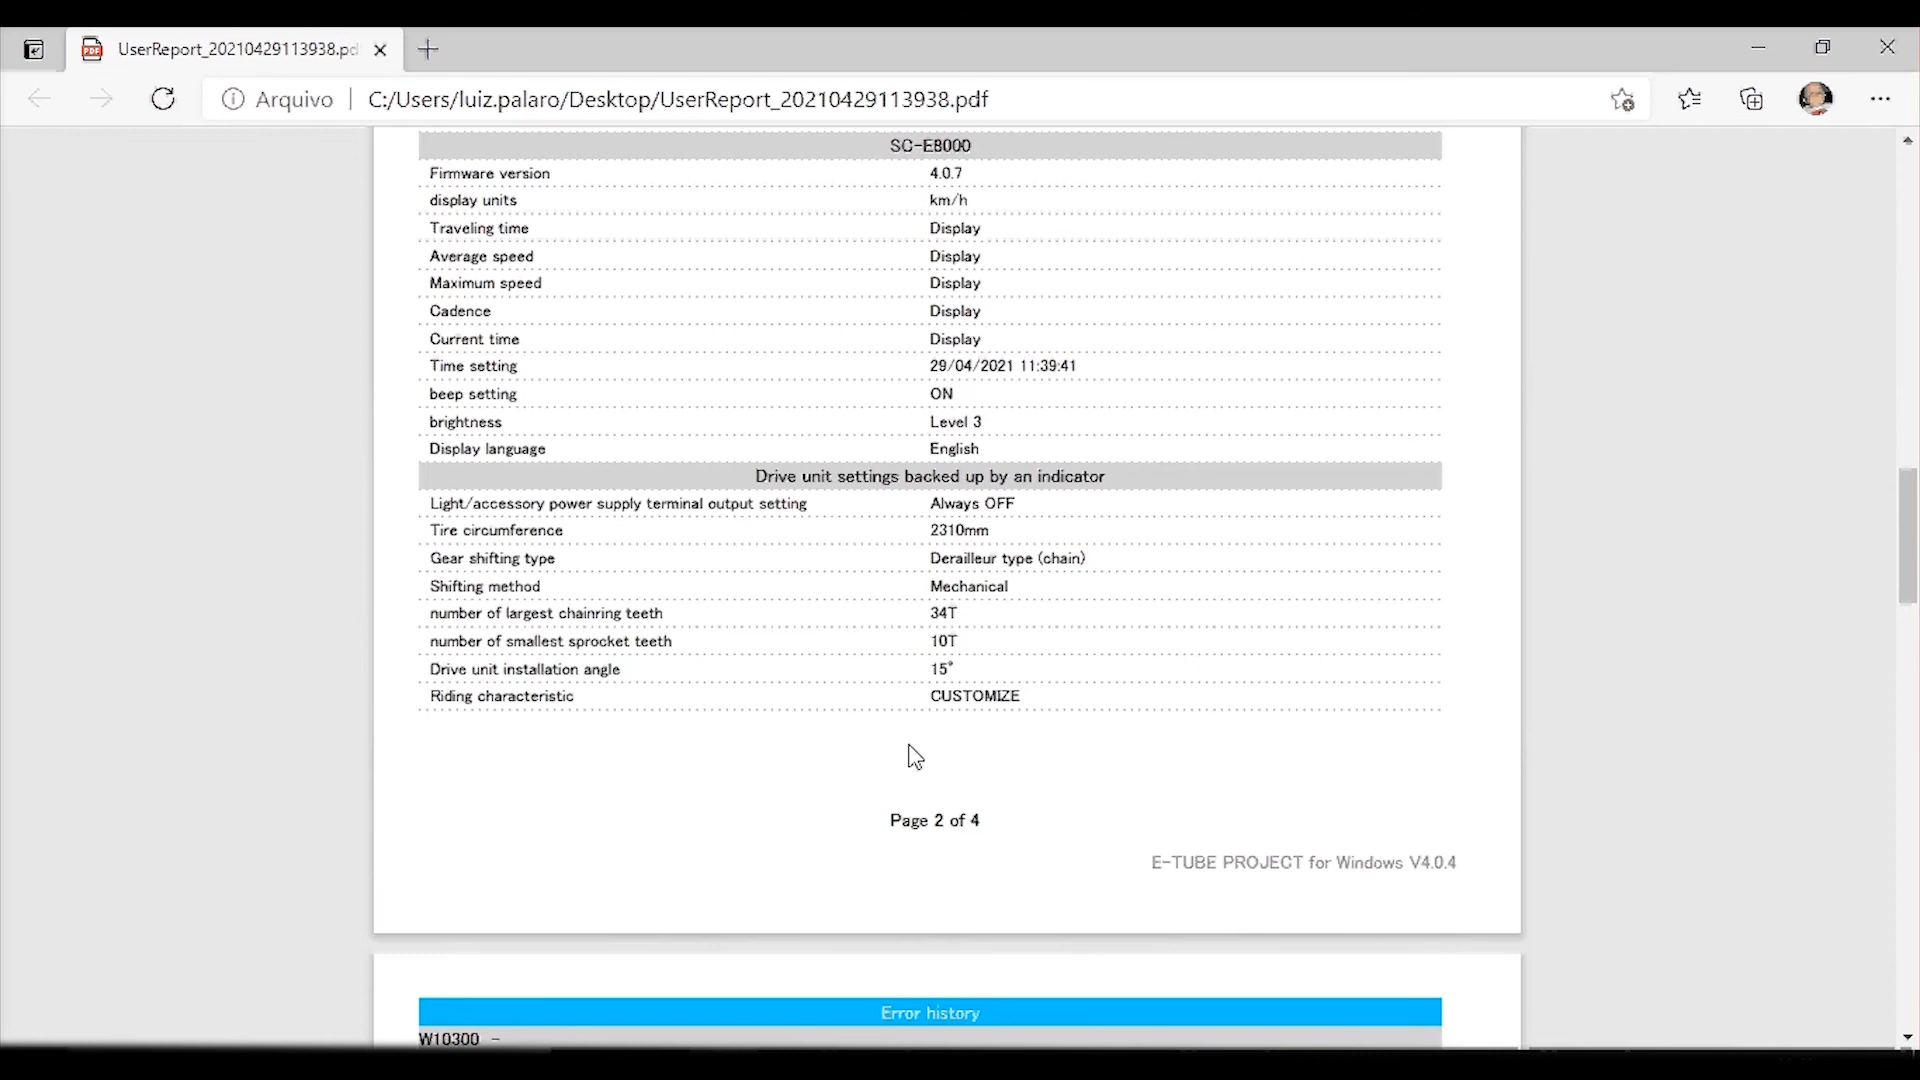 UserReport_20210429113938.pd
Arquivo
C:/Users/luiz.palaro/Desktop/UserReport_20210429113938.pdf
SC-E8000
Firmware version 4.0.7
display units km/h
Traveling time Display
Average speed Display
Maximum speed Display
Cadence Display
Current time Display
Time setting 29/04/2021 11:39:41
beep setting ON
brightness Level 3
Display language English
Drive unit settings backed up by an indicator
Light/accessory power supply terminal output setting Always OFF
Tire circumference 2310mm
Gear shifting type Derailleur type (chain)
Shifting method Mechanical
number of largest chainring teeth 34T
number of smallest sprocket teeth 10T
Drive unit installation angle 15°
Riding characteristic CUSTOMIZE
Page 2 of 4
E-TUBE PROJECT for Windows V4.0.4
Error history
W10300 -